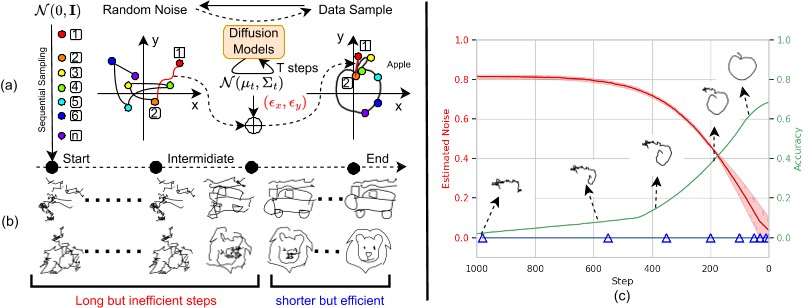 𝒩(0, I)
Random Noise
Data Sample
Sequential Sampling
1
2
3
4
5
6
n
y
1
2
x
Diffusion
Models
T steps
𝒩(μt, Σt)
(ϵx, ϵy)
y
1
2
x
Apple
(a)
Start
Intermidiate
End
(b)
Long but inefficient steps
shorter but efficient
1.0
0.8
0.6
0.4
0.2
0.0
Estimated Noise
1.0
0.8
0.6
0.4
0.2
0.0
Accuracy
1000
800
600
400
200
0
Step
(c)